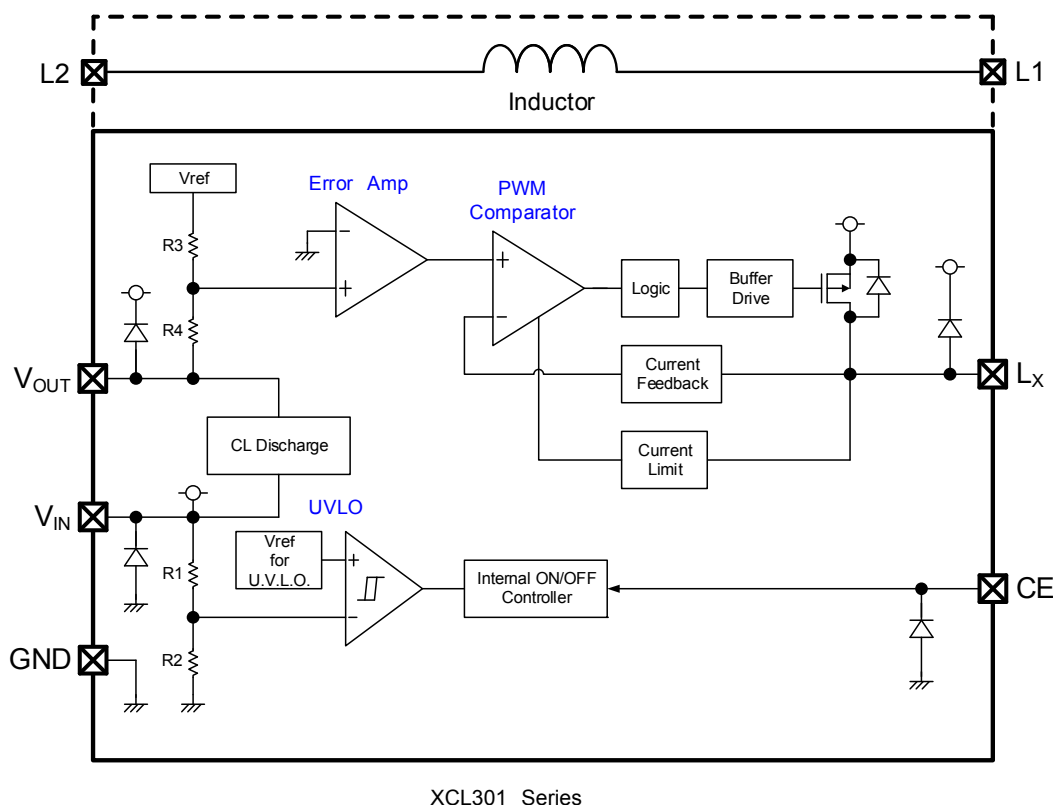 L2
L1
Inductor
Vref
Error Amp
PWM
Comparator
R3
R4
Logic
Buffer
Drive
VOUT
Current
Feedback
LX
CL Discharge
Current
Limit
VIN
UVLO
Vref
for
U.V.L.O.
R1
Internal ON/OFF
Controller
CE
GND
R2
XCL301 Series